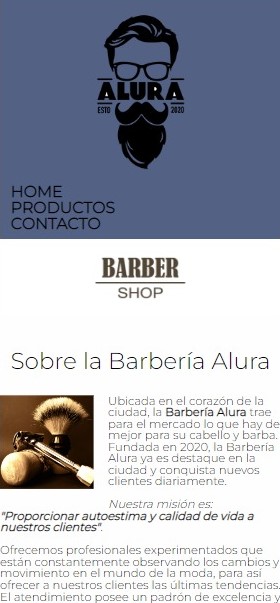 ALURA
ESTD 2020
HOME
PRODUCTOS
CONTACTO
BARBER
SHOP
Sobre la Barbería Alura
Ubicada en el corazón de la
ciudad, la Barbería Alura trae
para el mercado lo que hay de
mejor para su cabello y barba.
Fundada en 2020, la Barbería
Alura ya es destaque en la
ciudad y conquista nuevos
clientes diariamente.
Nuestra misión es:
"Proporcionar autoestima y calidad de vida a
nuestros clientes".
Ofrecemos profesionales experimentados que
están constantemente observando los cambios y
movimiento en el mundo de la moda, para así
ofrecer a nuestros clientes las últimas tendencias.
El atendimiento posee un padrón de excelencia y